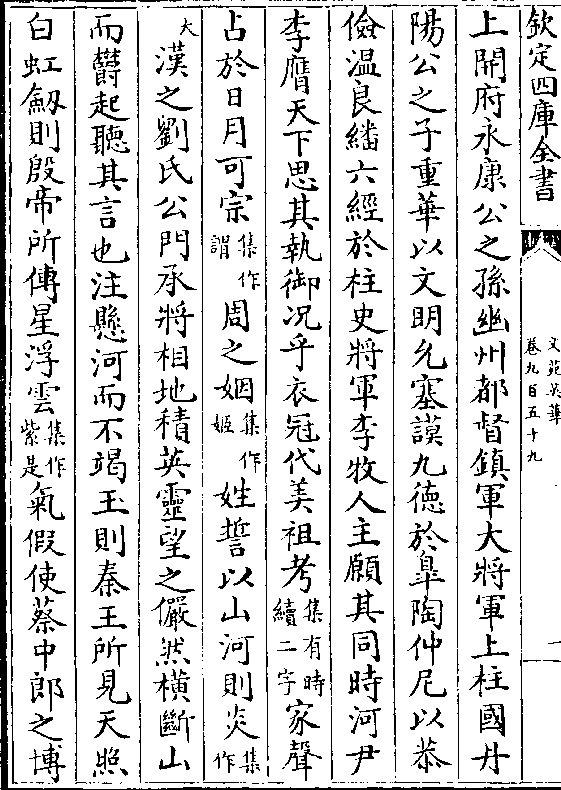 欽定四庫全書
文苑英華
卷九百五十九
一
上開府永康公之孫幽州都督鎮軍大將軍上柱國丹
陽公之子重華以文明允塞謨九德於臯陶仲尼以恭
儉温良繙六經於柱史將軍李牧人主願其同時河尹
李膺天下思其執御况乎衣冠代美祖考集有時續二字家聲
占於日月可宗集作謂周之姻集作姬姓誓以山河則炎集作
大漢之劉氏公門承將相地積英靈望之儼然横斷山
而欝起聽其言也注懸河而不竭玉則秦王所見天照
白虹劔則殷帝所傳星浮雲集作紫是氣假使蔡中郎之博